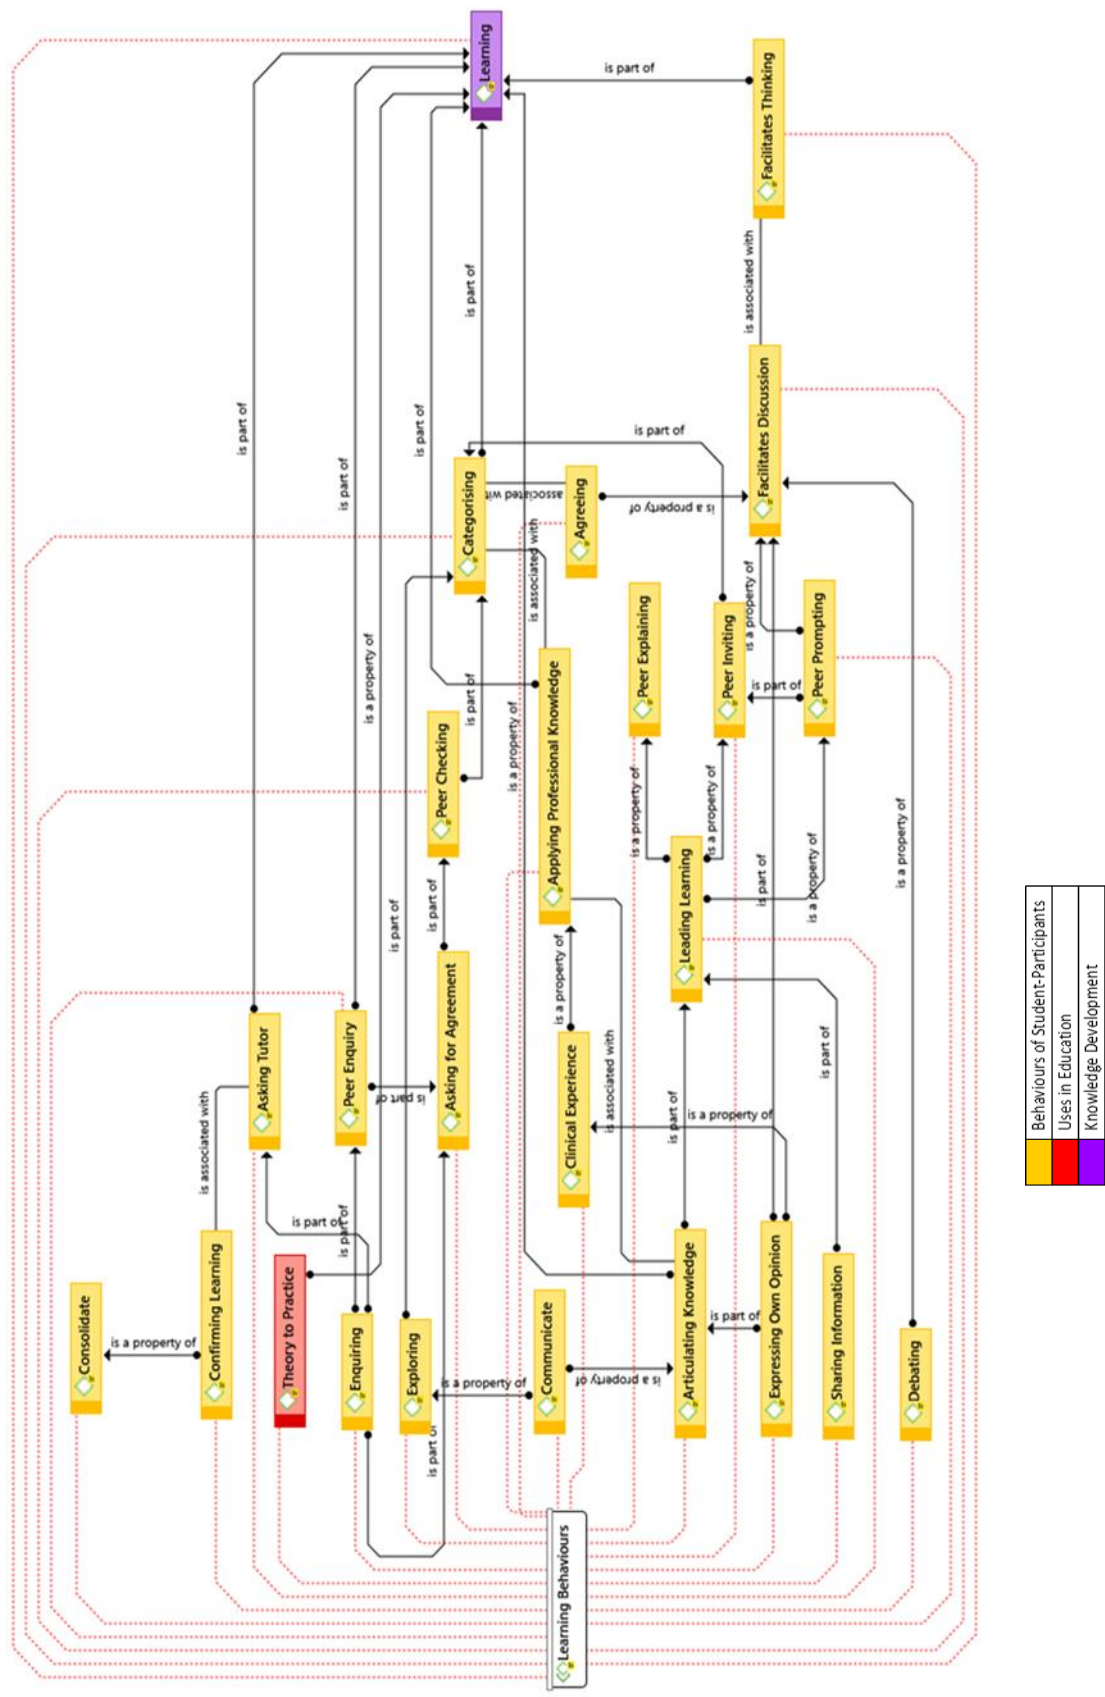 Learning
Facilitates Thinking
is part of
is associated with
is part of
is part of
is part of
is part of
is part of
Facilitates Discussion
Categorising
associated wit
Agreeing
is a property of
is associated with
is a property of
Peer Explaining
Peer Inviting
is a property of
Peer Prompting
is part of
Applying Professional Knowledge
is a property of
is part of
Peer Checking
is part of
is part of
is a property of
is a property of
is a property of
is part of
is a property of
Leading Learning
Asking Tutor
Peer Enquiry
is part of
Asking for Agreement
is a property of
Clinical Experience
is associated with
is part of
is a property of
is part of
is associated with
is part of
is part of
Consolidate
is a property of
Confirming Learning
Theory to Practice
Enquiring
Exploring
is a property of
Communicate
is a property of
Articulating Knowledge
is part of
Expressing Own Opinion
Sharing Information
Debating
is part of
Learning Behaviours
Behaviours of Student-Participants
Uses in Education
Knowledge Development